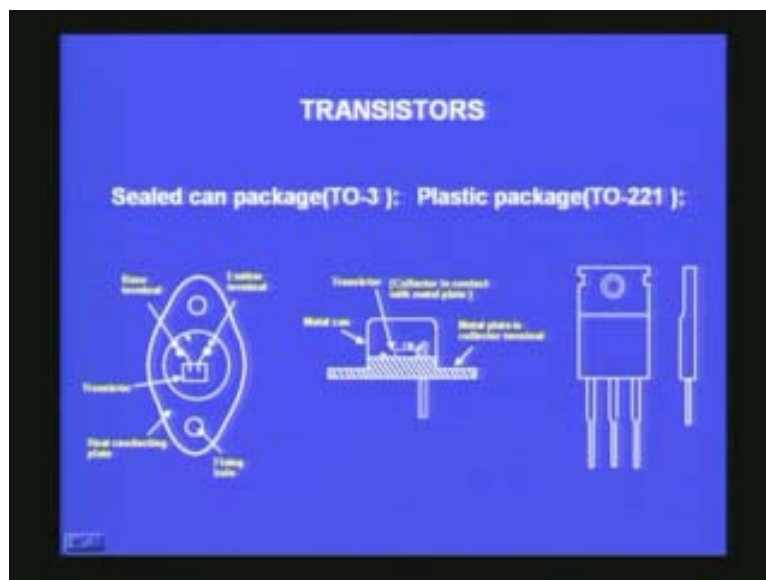 TRANSISTORS
Sealed can package(TO-3 ): Plastic package(TO-221 ):
Base
terminal
Emitter
terminal
Transistor
(Collector in contact
with metal plate )
Metal can
Metal plate is
collector terminal
Transistor
Heat conducting
plate
Fixing
hole